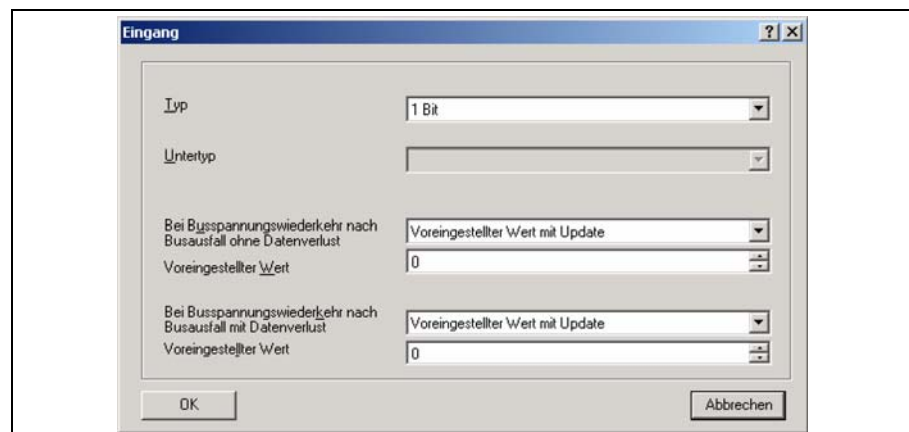 Eingang
Typ
1 Bit
Untertyp
Bei Busspannungswiederkehr nach
Busausfall ohne Datenverlust
Voreingestellter Wert mit Update
Voreingestellter Wert
0
Bei Busspannungswiederkehr nach
Busausfall mit Datenverlust
Voreingestellter Wert mit Update
Voreingestellter Wert
0
OK
Abbrechen